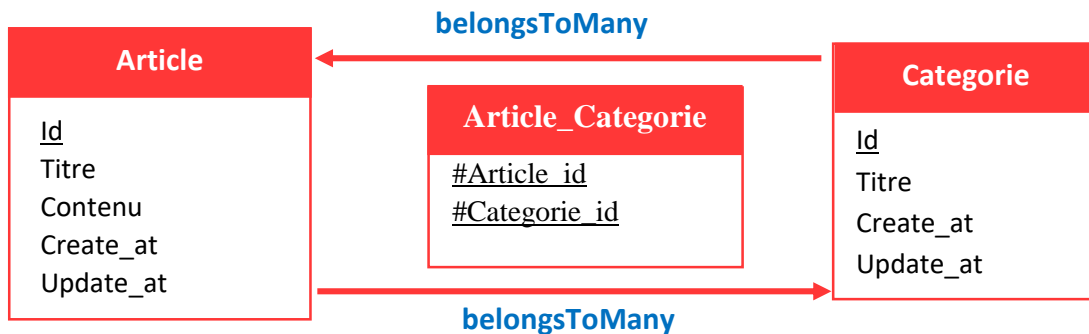 belongsToMany
Article
Id
Titre
Contenu
Create_at
Update_at
Article_Categorie
#Article_id
#Categorie_id
Categorie
Id
Titre
Create_at
Update_at
belongsToMany